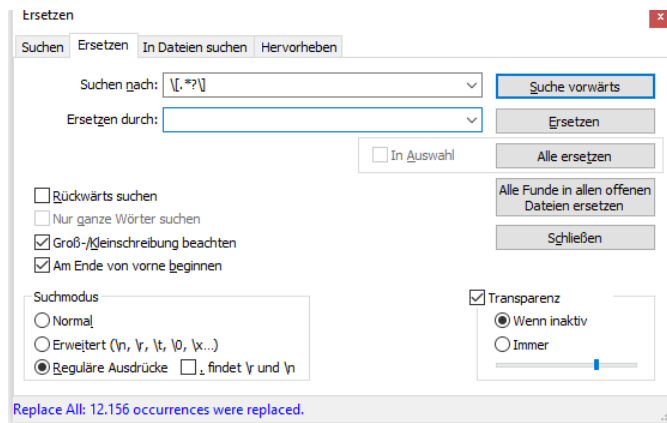 Ersetzen
x
Suchen Ersetzen In Dateien suchen Hervorheben
Suchen nach: \[.*?\] Suche vorwärts
Ersetzen durch: Ersetzen
In Auswahl Alle ersetzen
Rückwärts suchen
Alle Funde in allen offenen
Dateien ersetzen
Nur ganze Wörter suchen
Groß-/Kleinschreibung beachten Schließen
Am Ende von vorne beginnen
Suchmodus Transparenz
Normal Wenn inaktiv
Erweitert (\n, \r, \t, \0, \x...) Immer
Reguläre Ausdrücke . findet \r und \n
Replace All: 12.156 occurrences were replaced.